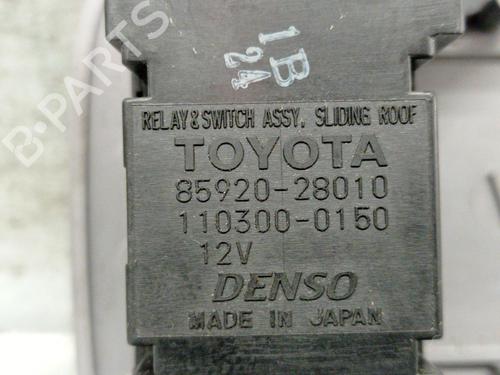 1B
24
RELAY&SWITCH ASSY, SLIDING ROOF
TOYOTA
85920-28010
110300-0150
12V
DENSO
MADE IN JAPAN
B-PARTS